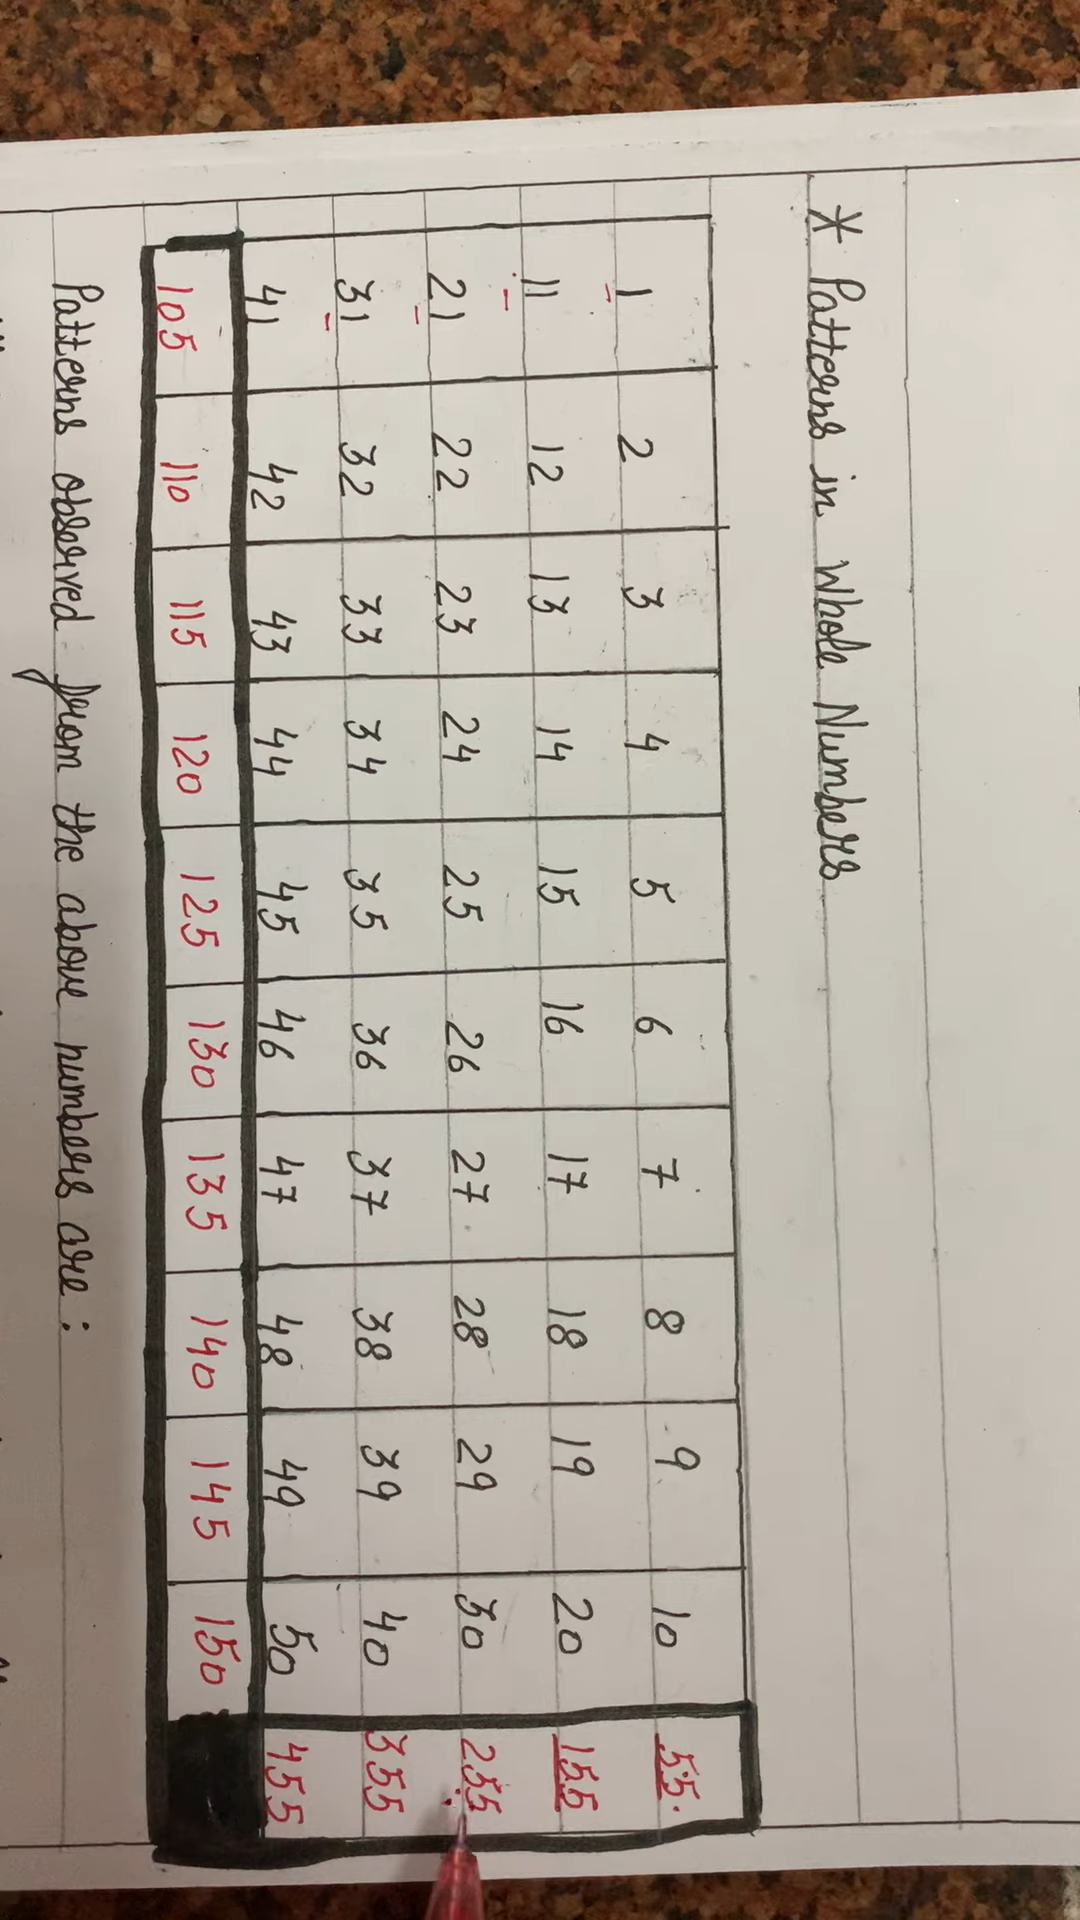 * Patterns in Whole Numbers
1 2 3 4 5 6 7 8 9 10 55
11 12 13 14 15 16 17 18 19 20 155
21 22 23 24 25 26 27 28 29 30 255
31 32 33 34 35 36 37 38 39 40 355
41 42 43 44 45 46 47 48 49 50 455
105 110 115 120 125 130 135 140 145 150
Patterns observed from the above numbers are :